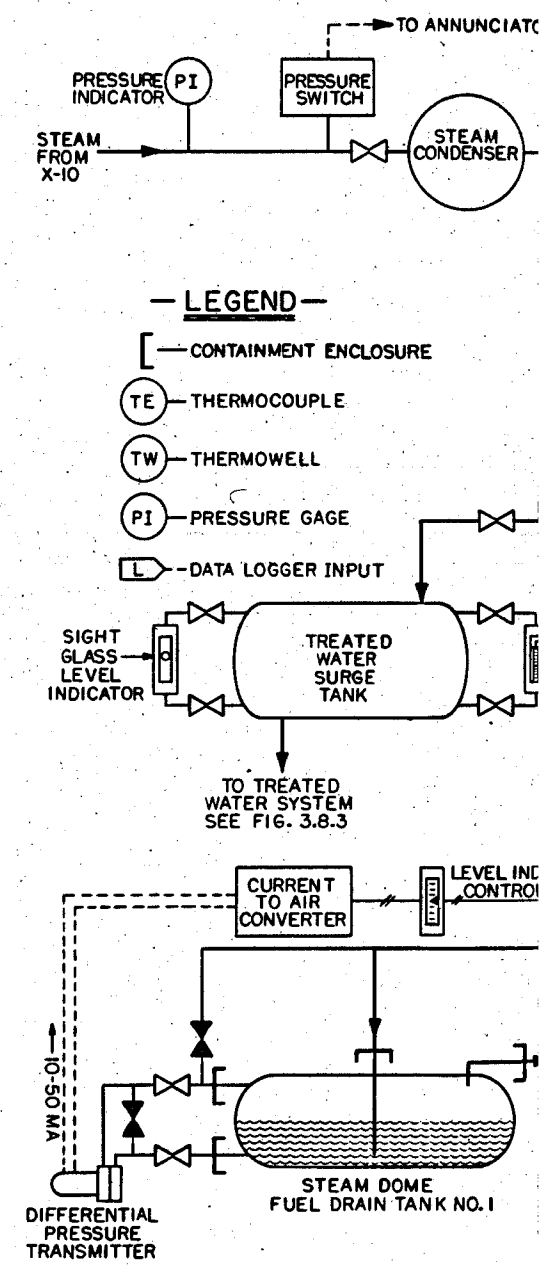 TO ANNUNCIATO
PRESSURE
INDICATOR
PI
PRESSURE
SWITCH
STEAM
FROM
X-10
STEAM
CONDENSER
— LEGEND —
CONTAINMENT ENCLOSURE
TE
THERMOCOUPLE
TW
THERMOWELL
PI
PRESSURE GAGE
L
DATA LOGGER INPUT
SIGHT
GLASS
LEVEL
INDICATOR
TREATED
WATER
SURGE
TANK
TO TREATED
WATER SYSTEM
SEE FIG. 3.8.3
CURRENT
TO AIR
CONVERTER
LEVEL IND
CONTROL
10-50 MA
STEAM DOME
FUEL DRAIN TANK NO. 1
DIFFERENTIAL
PRESSURE
TRANSMITTER